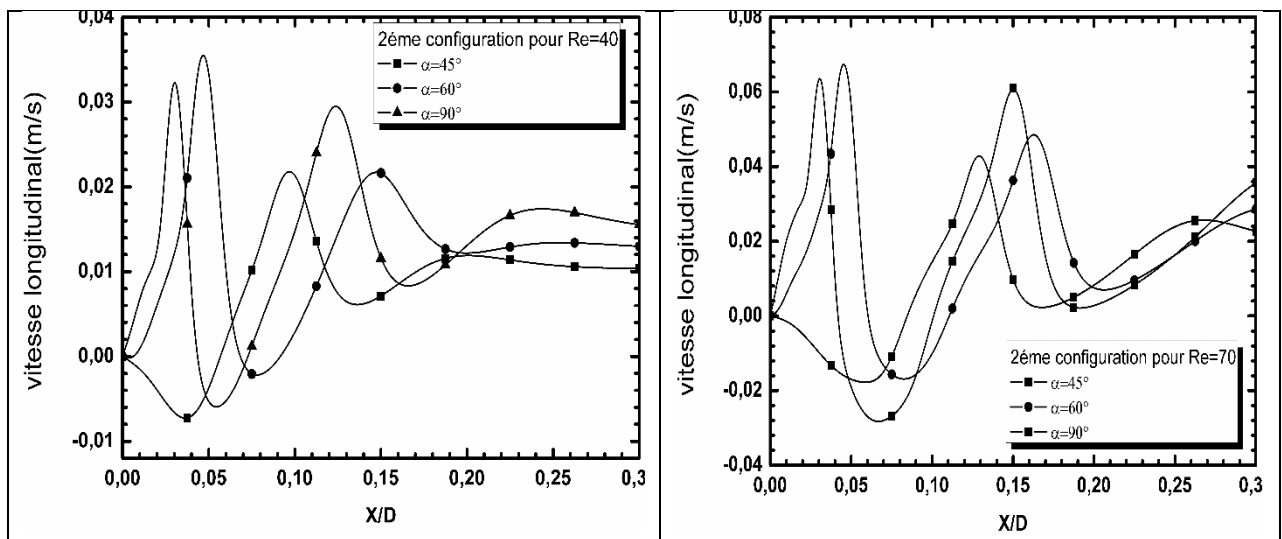 0,04
0,03
0,02
0,01
0,00
-0,01
vitesse longitudinal(m/s)
2éme configuration pour Re=40
α=45°
α=60°
α=90°
0,00 0,05 0,10 0,15 0,20 0,25 0,3
X/D
0,08
0,06
0,04
0,02
0,00
-0,02
-0,04
vitesse longitudinal(m/s)
2éme configuration pour Re=70
α=45°
α=60°
α=90°
0,00 0,05 0,10 0,15 0,20 0,25 0,3
X/D